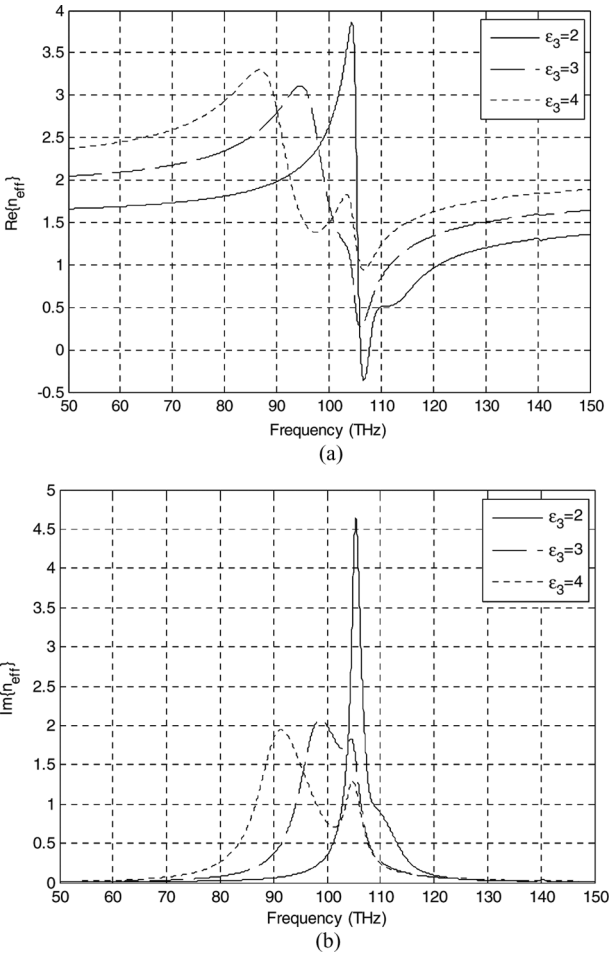 4
3.5
3
2.5
2
1.5
1
0.5
0
-0.5
Re{n_eff}
ε₃=2
ε₃=3
ε₃=4
50 60 70 80 90 100 110 120 130 140 150
Frequency (THz)
(a)
5
4.5
4
3.5
3
2.5
2
1.5
1
0.5
0
Im{n_eff}
ε₃=2
ε₃=3
ε₃=4
50 60 70 80 90 100 110 120 130 140 150
Frequency (THz)
(b)